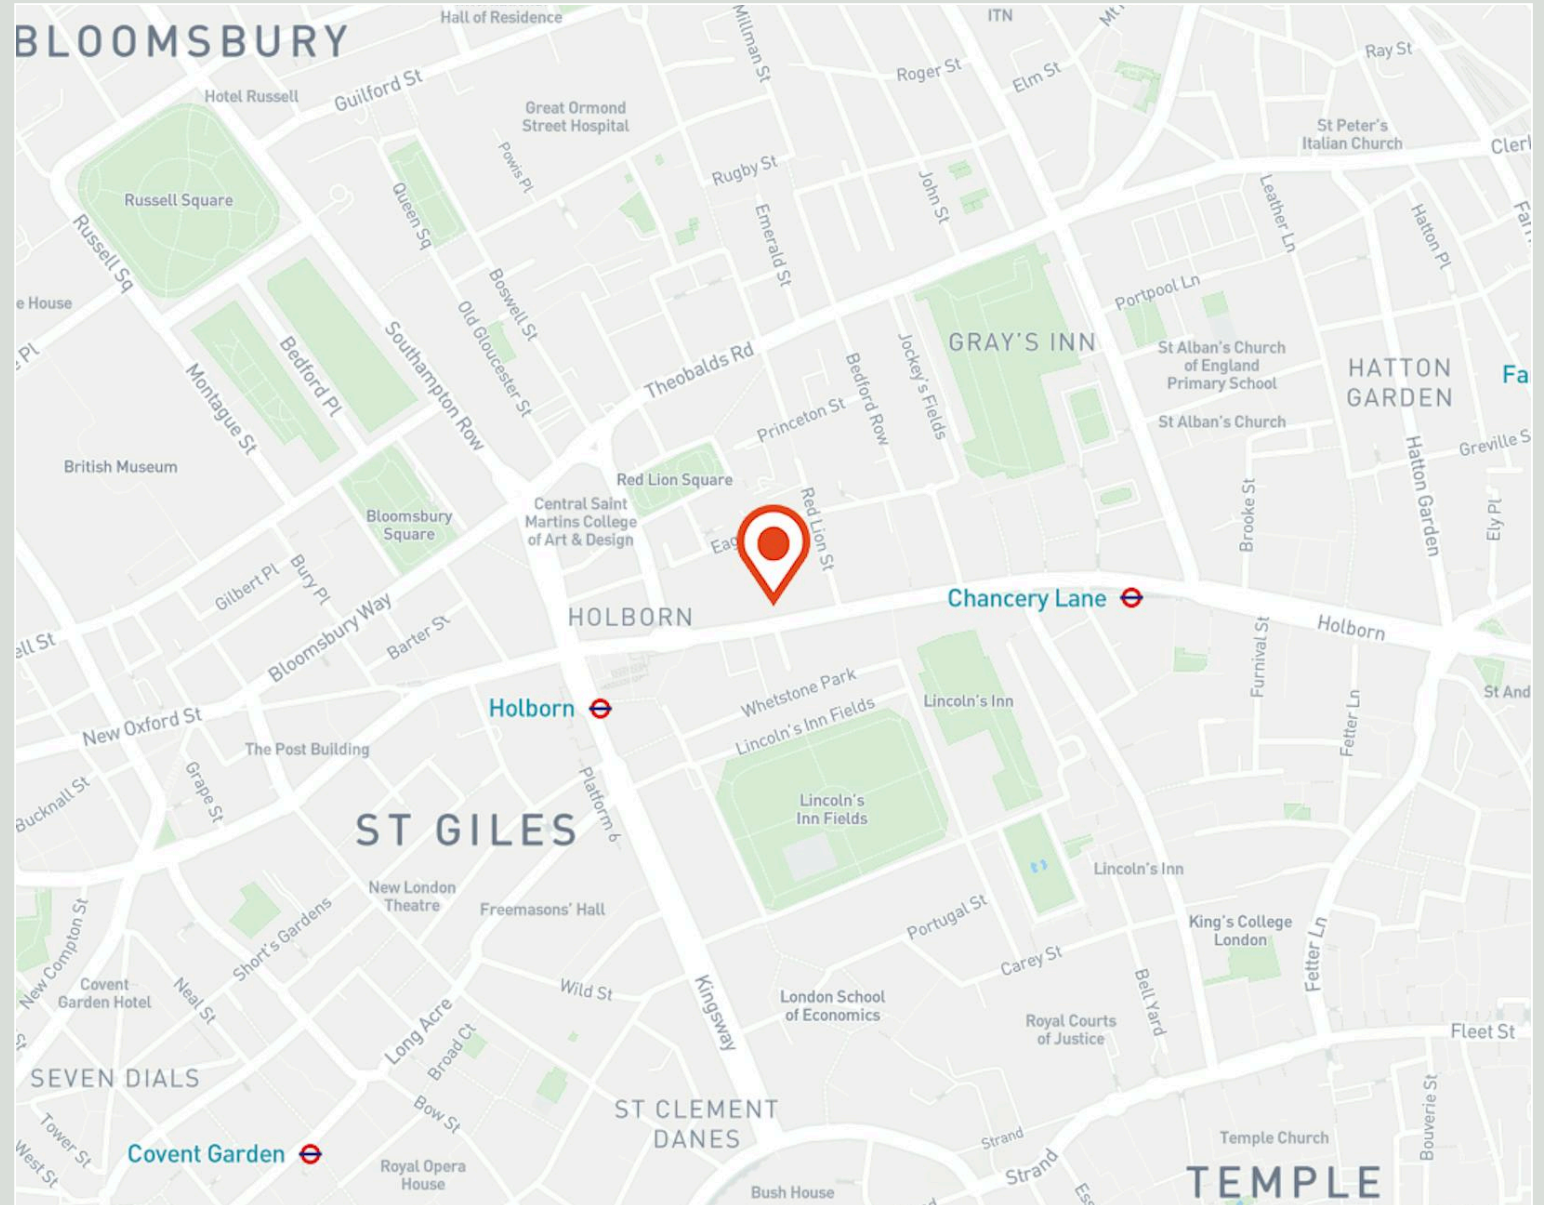 Hall of Residence
ITN
BLOOMSBURY
Millman St
Ray St
Hotel Russell
Guilford St
Roger St
Elm St
Great Ormond
Street Hospital
St Peter's
Italian Church
Powis Pl
Rugby St
Russell Square
Queen Sq
John St
Leather Ln
Hatton Pl
Russell Sq
Emerald St
e House
Boswell St
Portpool Ln
Old Gloucester St
Southampton Row
Bedford Pl
GRAY'S INN
St Alban's Church
of England
Primary School
HATTON
GARDEN
Theobalds Rd
Jockey's Fields
Bedford Row
Montague St
Princeton St
St Alban's Church
Greville S
British Museum
Red Lion Square
Hatton Garden
Central Saint
Martins College
of Art & Design
Bloomsbury
Square
Red Lion St
Brooke St
Ely Pl
Gilbert Pl
Bury Pl
Chancery Lane
HOLBORN
Holborn
Bloomsbury Way
Barter St
Furnival St
Whetstone Park
Lincoln's Inn
Holborn
Lincoln's Inn Fields
Fetter Ln
St And
New Oxford St
The Post Building
Grape St
Bucknall St
Platform 6
Lincoln's
Inn Fields
ST GILES
Lincoln's Inn
New London
Theatre
Freemasons' Hall
Portugal St
King's College
London
Short's Gardens
New Compton St
Carey St
Fetter Ln
Covent
Garden Hotel
Neal St
Wild St
London School
of Economics
Bell Yard
Kingsway
Royal Courts
of Justice
Long Acre
Broad Ct
Fleet St
SEVEN DIALS
Bow St
ST CLEMENT
DANES
Bouverie St
Tower St
West St
Covent Garden
Royal Opera
House
Strand
Strand
Temple Church
TEMPLE
Bush House